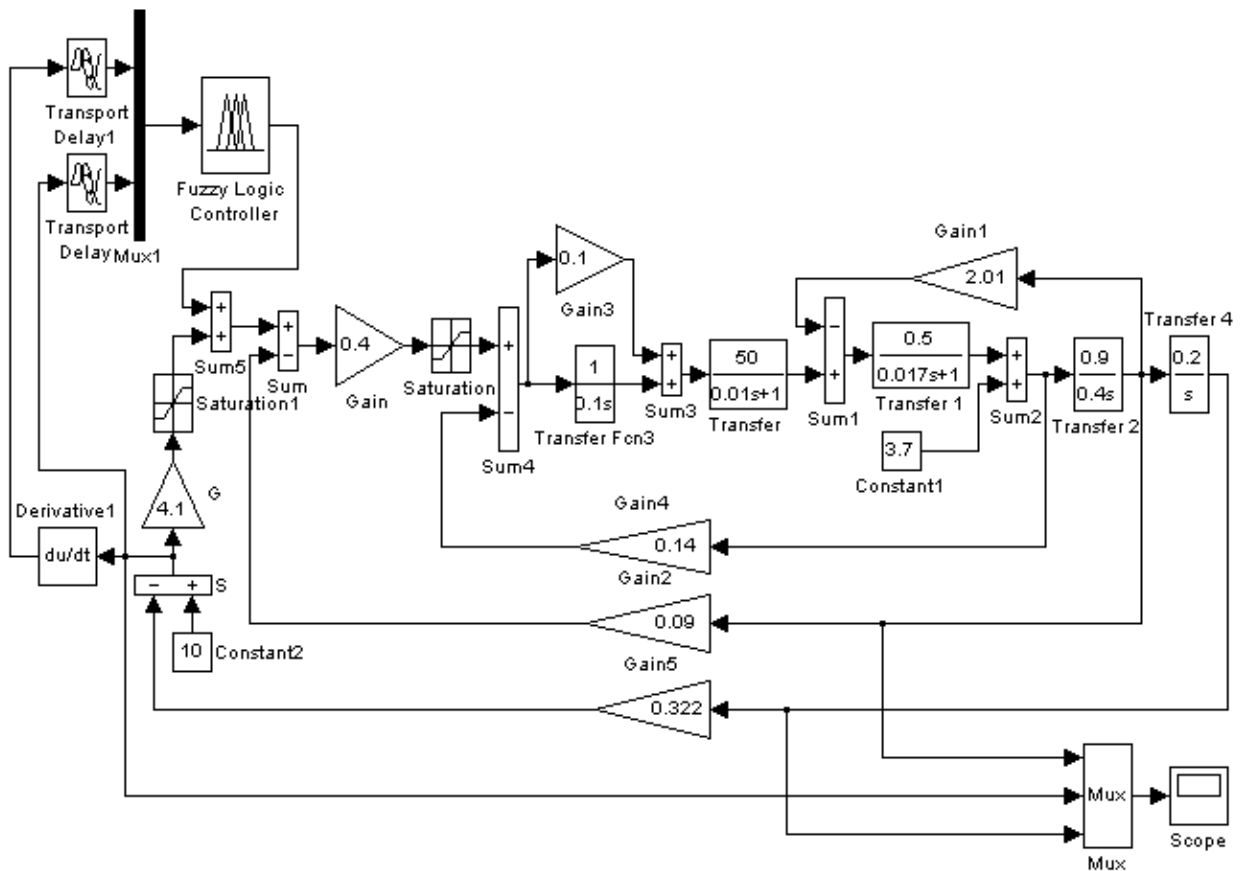 Transport
Delay1
Transport
Delay
Mux1
Fuzzy Logic
Controller
+
+
Sum5
+
−
Sum
0.4
Gain
Saturation
Saturation1
4.1
G
Derivative1
du/dt
− +
S
10
Constant2
+
−
Sum4
0.1
Gain3
1
0.1s
Transfer Fcn3
+
+
Sum3
50
0.01s+1
Transfer
−
+
Sum1
Gain1
2.01
0.5
0.017s+1
Transfer 1
+
+
Sum2
3.7
Constant1
0.9
0.4s
Transfer 2
Transfer 4
0.2
s
Gain4
0.14
Gain2
0.09
Gain5
0.322
Mux
Mux
Scope